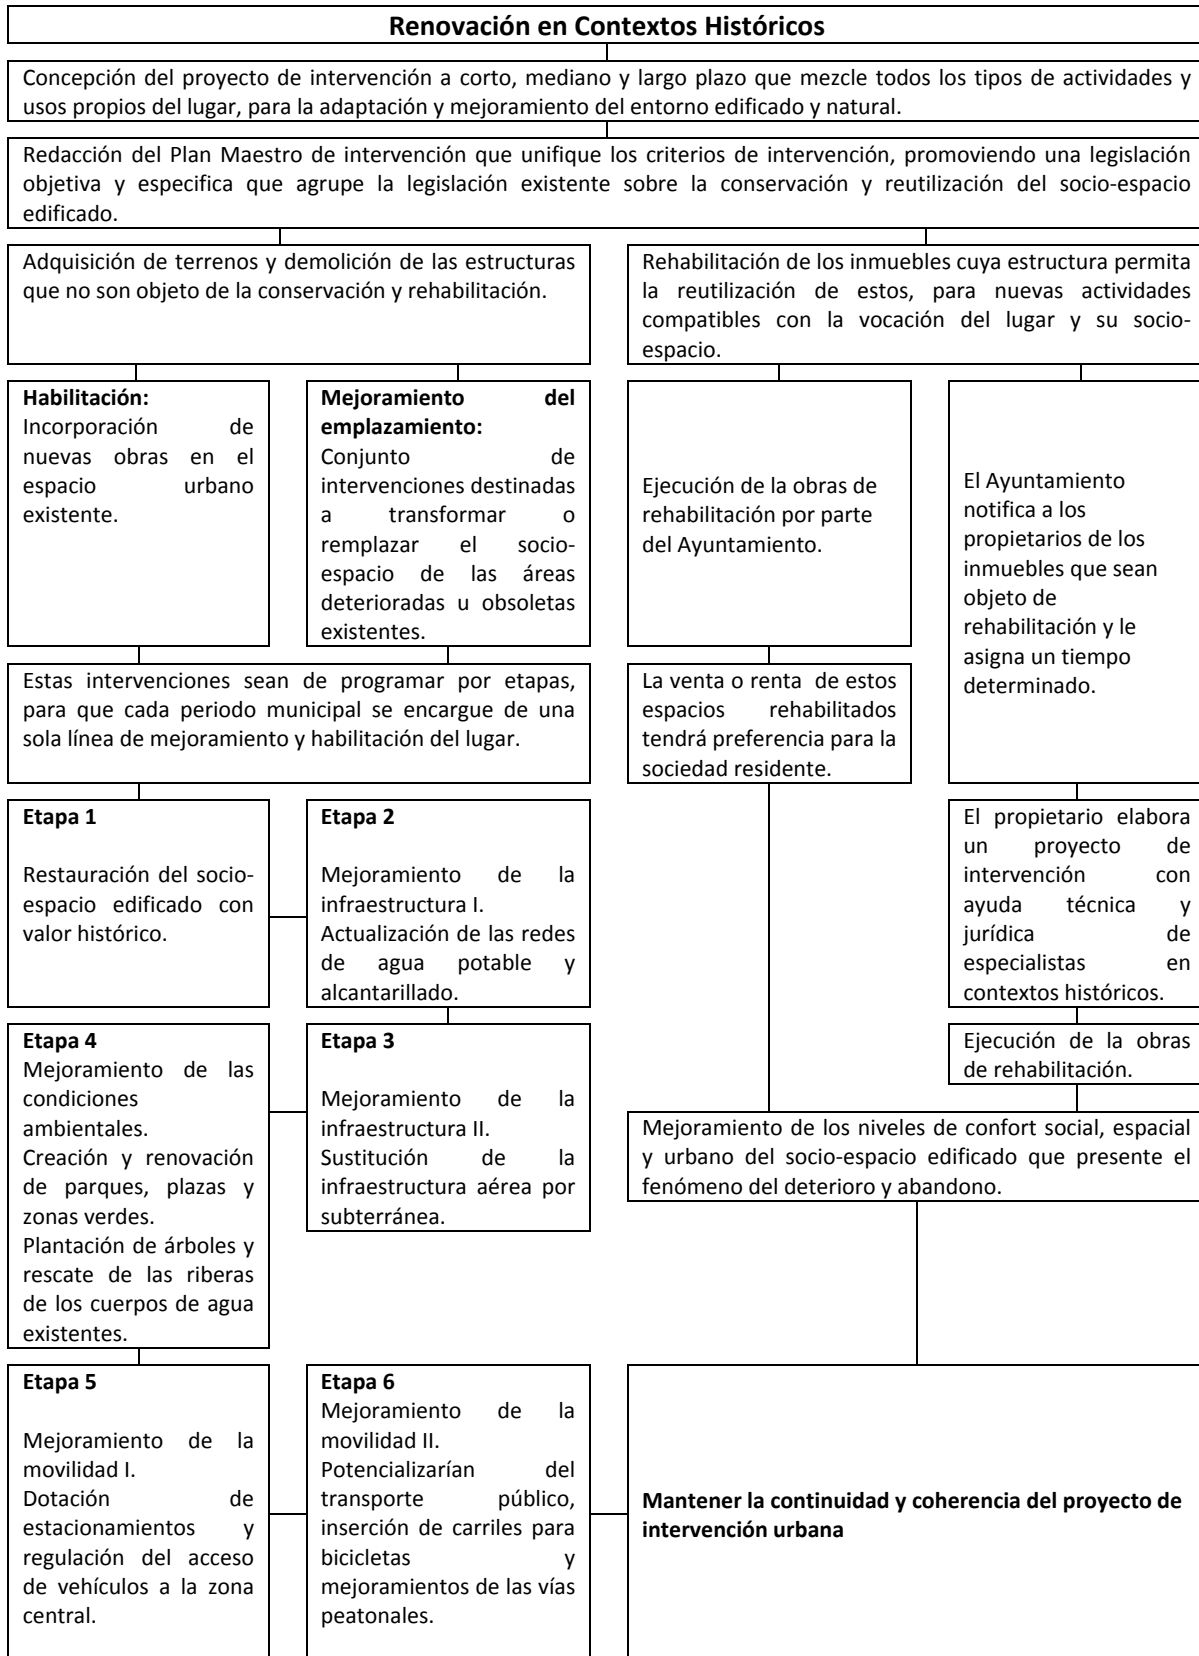 Renovación en Contextos Históricos
Concepción del proyecto de intervención a corto, mediano y largo plazo que mezcle todos los tipos de actividades y
usos propios del lugar, para la adaptación y mejoramiento del entorno edificado y natural.
Redacción del Plan Maestro de intervención que unifique los criterios de intervención, promoviendo una legislación
objetiva y especifica que agrupe la legislación existente sobre la conservación y reutilización del socio-espacio
edificado.
Adquisición de terrenos y demolición de las estructuras
que no son objeto de la conservación y rehabilitación.
Rehabilitación de los inmuebles cuya estructura permita
la reutilización de estos, para nuevas actividades
compatibles con la vocación del lugar y su socio-
espacio.
Habilitación:
Incorporación de
nuevas obras en el
espacio urbano
existente.
Mejoramiento del
emplazamiento:
Conjunto de
intervenciones destinadas
a transformar o
remplazar el socio-
espacio de las áreas
deterioradas u obsoletas
existentes.
Ejecución de la obras de
rehabilitación por parte
del Ayuntamiento.
El Ayuntamiento
notifica a los
propietarios de los
inmuebles que sean
objeto de
rehabilitación y le
asigna un tiempo
determinado.
Estas intervenciones sean de programar por etapas,
para que cada periodo municipal se encargue de una
sola línea de mejoramiento y habilitación del lugar.
La venta o renta de estos
espacios rehabilitados
tendrá preferencia para la
sociedad residente.
Etapa 1
Restauración del socio-
espacio edificado con
valor histórico.
Etapa 2
Mejoramiento de la
infraestructura I.
Actualización de las redes
de agua potable y
alcantarillado.
El propietario elabora
un proyecto de
intervención con
ayuda técnica y
jurídica de
especialistas en
contextos históricos.
Etapa 4
Mejoramiento de las
condiciones
ambientales.
Creación y renovación
de parques, plazas y
zonas verdes.
Plantación de árboles y
rescate de las riberas
de los cuerpos de agua
existentes.
Etapa 3
Mejoramiento de la
infraestructura II.
Sustitución de la
infraestructura aérea por
subterránea.
Ejecución de la obras
de rehabilitación.
Mejoramiento de los niveles de confort social, espacial
y urbano del socio-espacio edificado que presente el
fenómeno del deterioro y abandono.
Etapa 5
Mejoramiento de la
movilidad I.
Dotación de
estacionamientos y
regulación del acceso
de vehículos a la zona
central.
Etapa 6
Mejoramiento de la
movilidad II.
Potencializarían del
transporte público,
inserción de carriles para
bicicletas y
mejoramientos de las vías
peatonales.
Mantener la continuidad y coherencia del proyecto de
intervención urbana